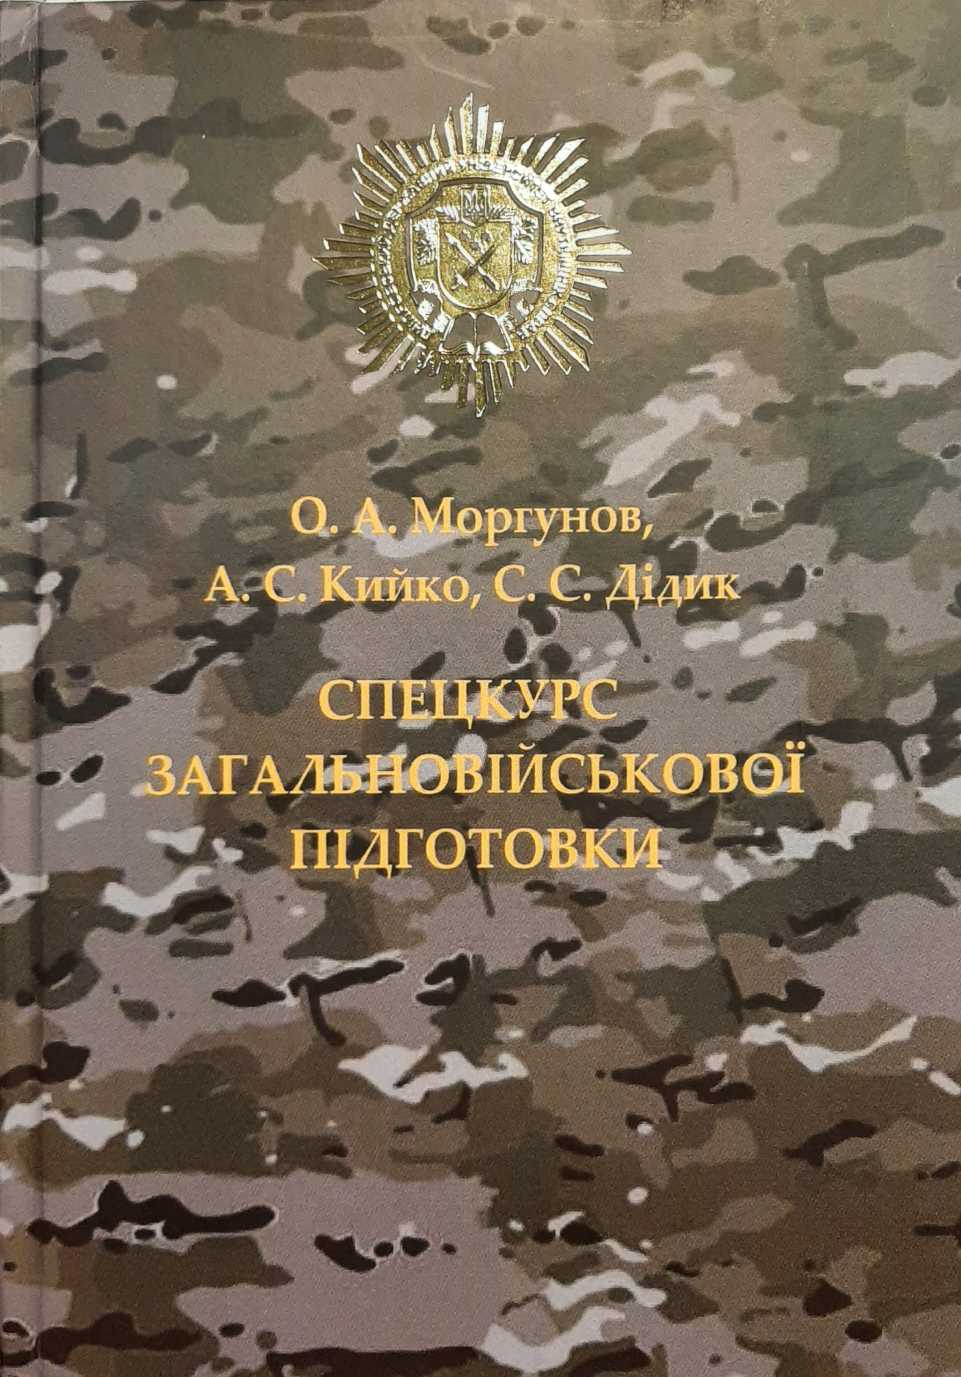 О. А. Моргунов,
А. С. Кийко, С. С. Дідик
СПЕЦКУРС
ЗАГАЛЬНОВІЙСЬКОВОЇ
ПІДГОТОВКИ